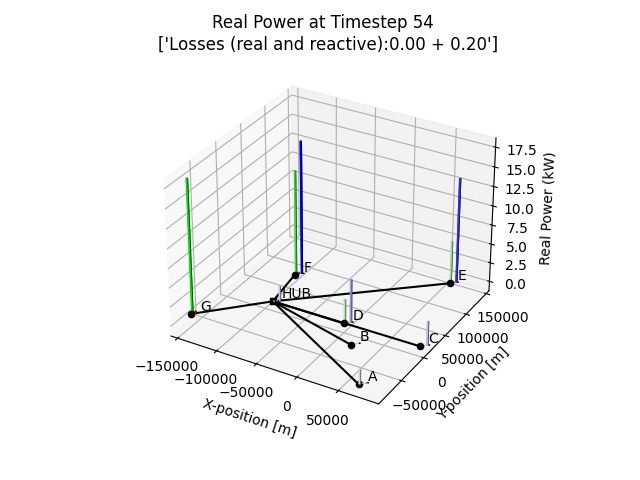 Real Power at Timestep 54
['Losses (real and reactive):0.00 + 0.20']
17.5
15.0
12.5
10.0
7.5
5.0
2.5
0.0
Real Power (kW)
F
E
HUB
G
D
B
C
A
150000
100000
50000
0
−50000
Y-position [m]
−150000
−100000
−50000
0
50000
X-position [m]